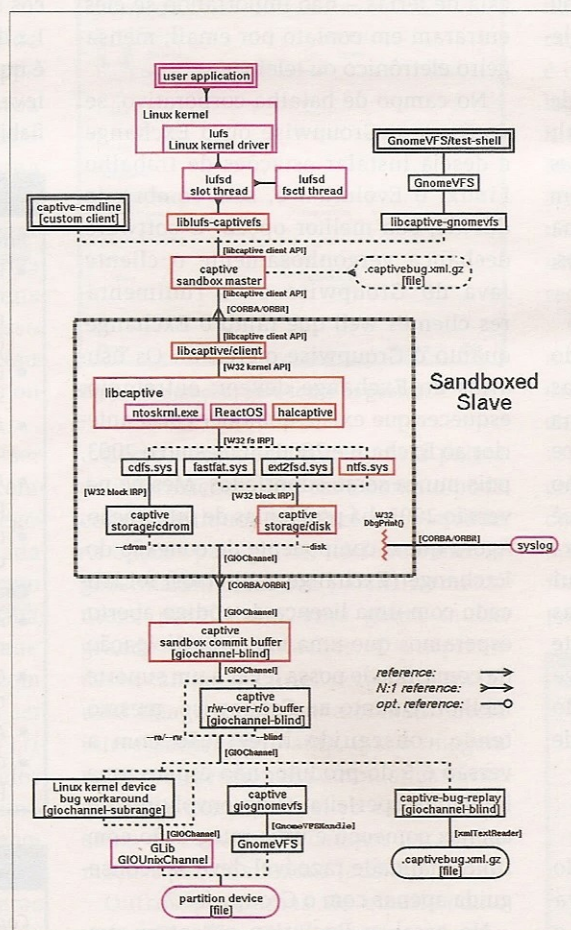 user application
Linux kernel
lufs
Linux kernel driver
GnomeVFS/test-shell
lufsd
slot thread
lufsd
fsctl thread
GnomeVFS
captive-cmdline
[custom client]
liblufs-captivefs
libcaptive-gnomevfs
[libcaptive client API]
captive
sandbox master
.captivebug.xml.gz
[file]
[libcaptive client API]
[CORBA/ORBit]
[libcaptive client API]
libcaptive/client
[W32 kernel API]
libcaptive
ntoskrnl.exe
ReactOS
halcaptive
Sandboxed
Slave
[W32 fs IRP]
cdfs.sys
fastfat.sys
ext2fsd.sys
ntfs.sys
[W32 block IRP]
[W32 block IRP]
captive
storage/cdrom
captive
storage/disk
W32
DbgPrint()
[CORBA/ORBit]
syslog
--cdrom
--disk
[GIOChannel]
[CORBA/ORBit]
[GIOChannel]
captive
sandbox commit buffer
[giochannel-blind]
[GIOChannel]
captive
r/w-over-r/o buffer
[giochannel-blind]
reference:
N:1 reference:
opt. reference:
--ro/--rw
--blind
[GIOChannel]
Linux kernel device
bug workaround
[giochannel-subrange]
captive
giognomevfs
captive-bug-replay
[giochannel-blind]
[GIOChannel]
[GnomeVFSHandle]
[xmlTextReader]
GLib
GIOUnixChannel
GnomeVFS
.captivebug.xml.gz
[file]
partition device
[file]